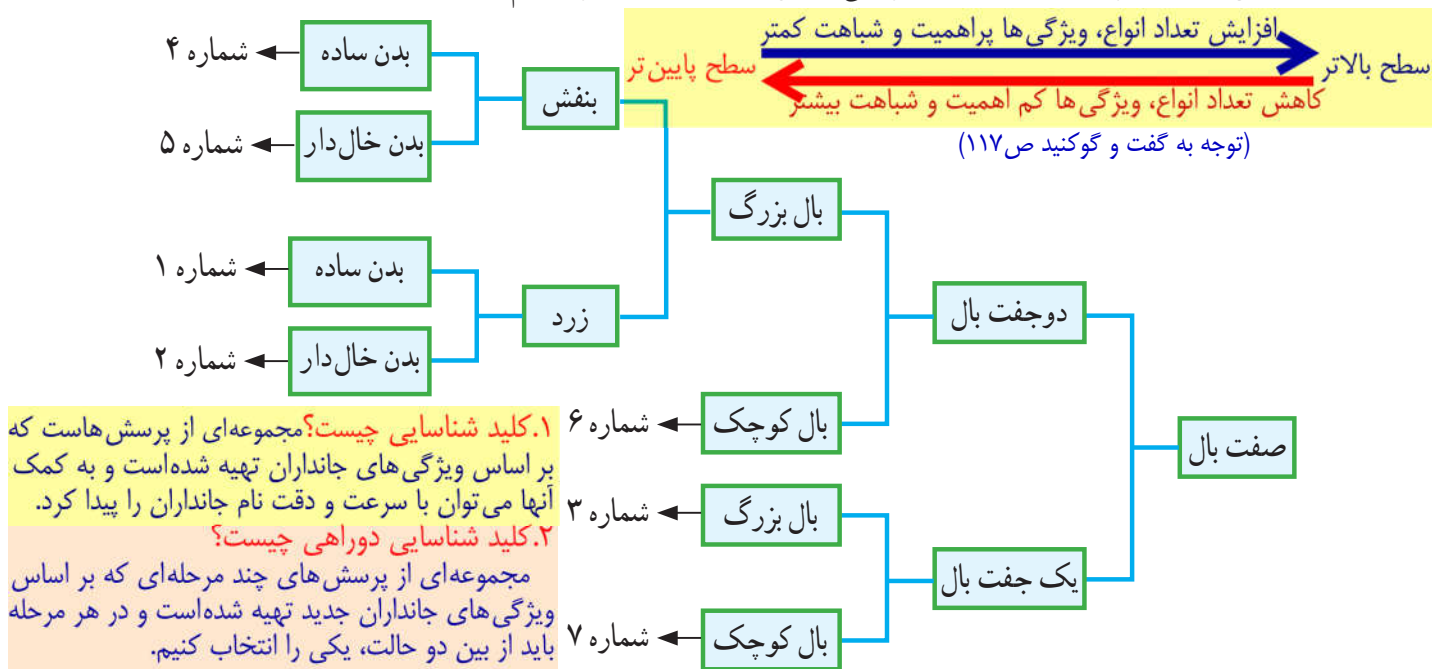 افزایش تعداد انواع، ویژگی‌ها پراهمیت و شباهت کمتر
سطح بالاتر
سطح پایین‌تر
کاهش تعداد انواع، ویژگی‌ها کم اهمیت و شباهت بیشتر
(توجه به گفت و گوکنید ص۱۱۷)
صفت بال
دوجفت بال
یک جفت بال
بال بزرگ
بال کوچک
شماره ۶
بال بزرگ
شماره ۳
بال کوچک
شماره ۷
بنفش
زرد
بدن ساده
شماره ۴
بدن خال‌دار
شماره ۵
بدن ساده
شماره ۱
بدن خال‌دار
شماره ۲
۱.کلید شناسایی چیست؟مجموعه‌ای از پرسش‌هاست که
بر اساس ویژگی‌های جانداران تهیه شده‌است و به کمک
آنها می‌توان با سرعت و دقت نام جانداران را پیدا کرد.
۲.کلید شناسایی دوراهی چیست؟
مجموعه‌ای از پرسش‌های چند مرحله‌ای که بر اساس
ویژگی‌های جانداران جدید تهیه شده‌است و در هر مرحله
باید از بین دو حالت، یکی را انتخاب کنیم.